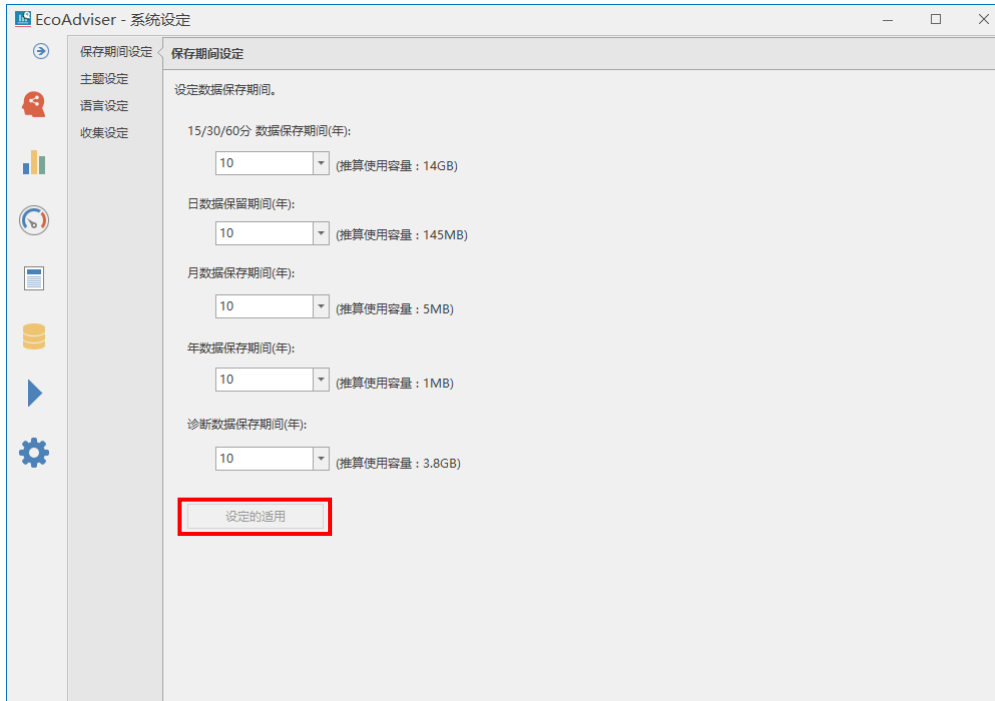 EcoAdviser - 系统设定
保存期间设定
主题设定
语言设定
收集设定
保存期间设定
设定数据保存期间。
15/30/60分 数据保存期间(年):
10 (推算使用容量：14GB)
日数据保留期间(年):
10 (推算使用容量：145MB)
月数据保存期间(年):
10 (推算使用容量：5MB)
年数据保存期间(年):
10 (推算使用容量：1MB)
诊断数据保存期间(年):
10 (推算使用容量：3.8GB)
设定的适用